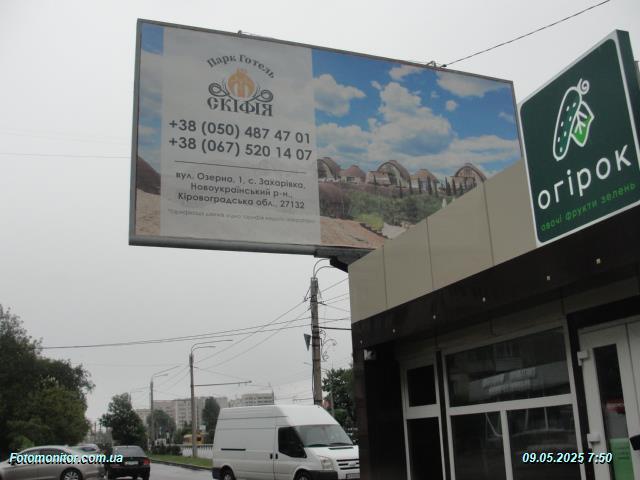 Парк Готель
СКІФІЯ
+38 (050) 487 47 01
+38 (067) 520 14 07
вул. Озерна, 1, с. Захарівка,
Новоукраїнський р-н.,
Кіровоградська обл., 27132
огірок
овочі фрукти зелень
Fotomonitor.com.ua
09.05.2025 7:50